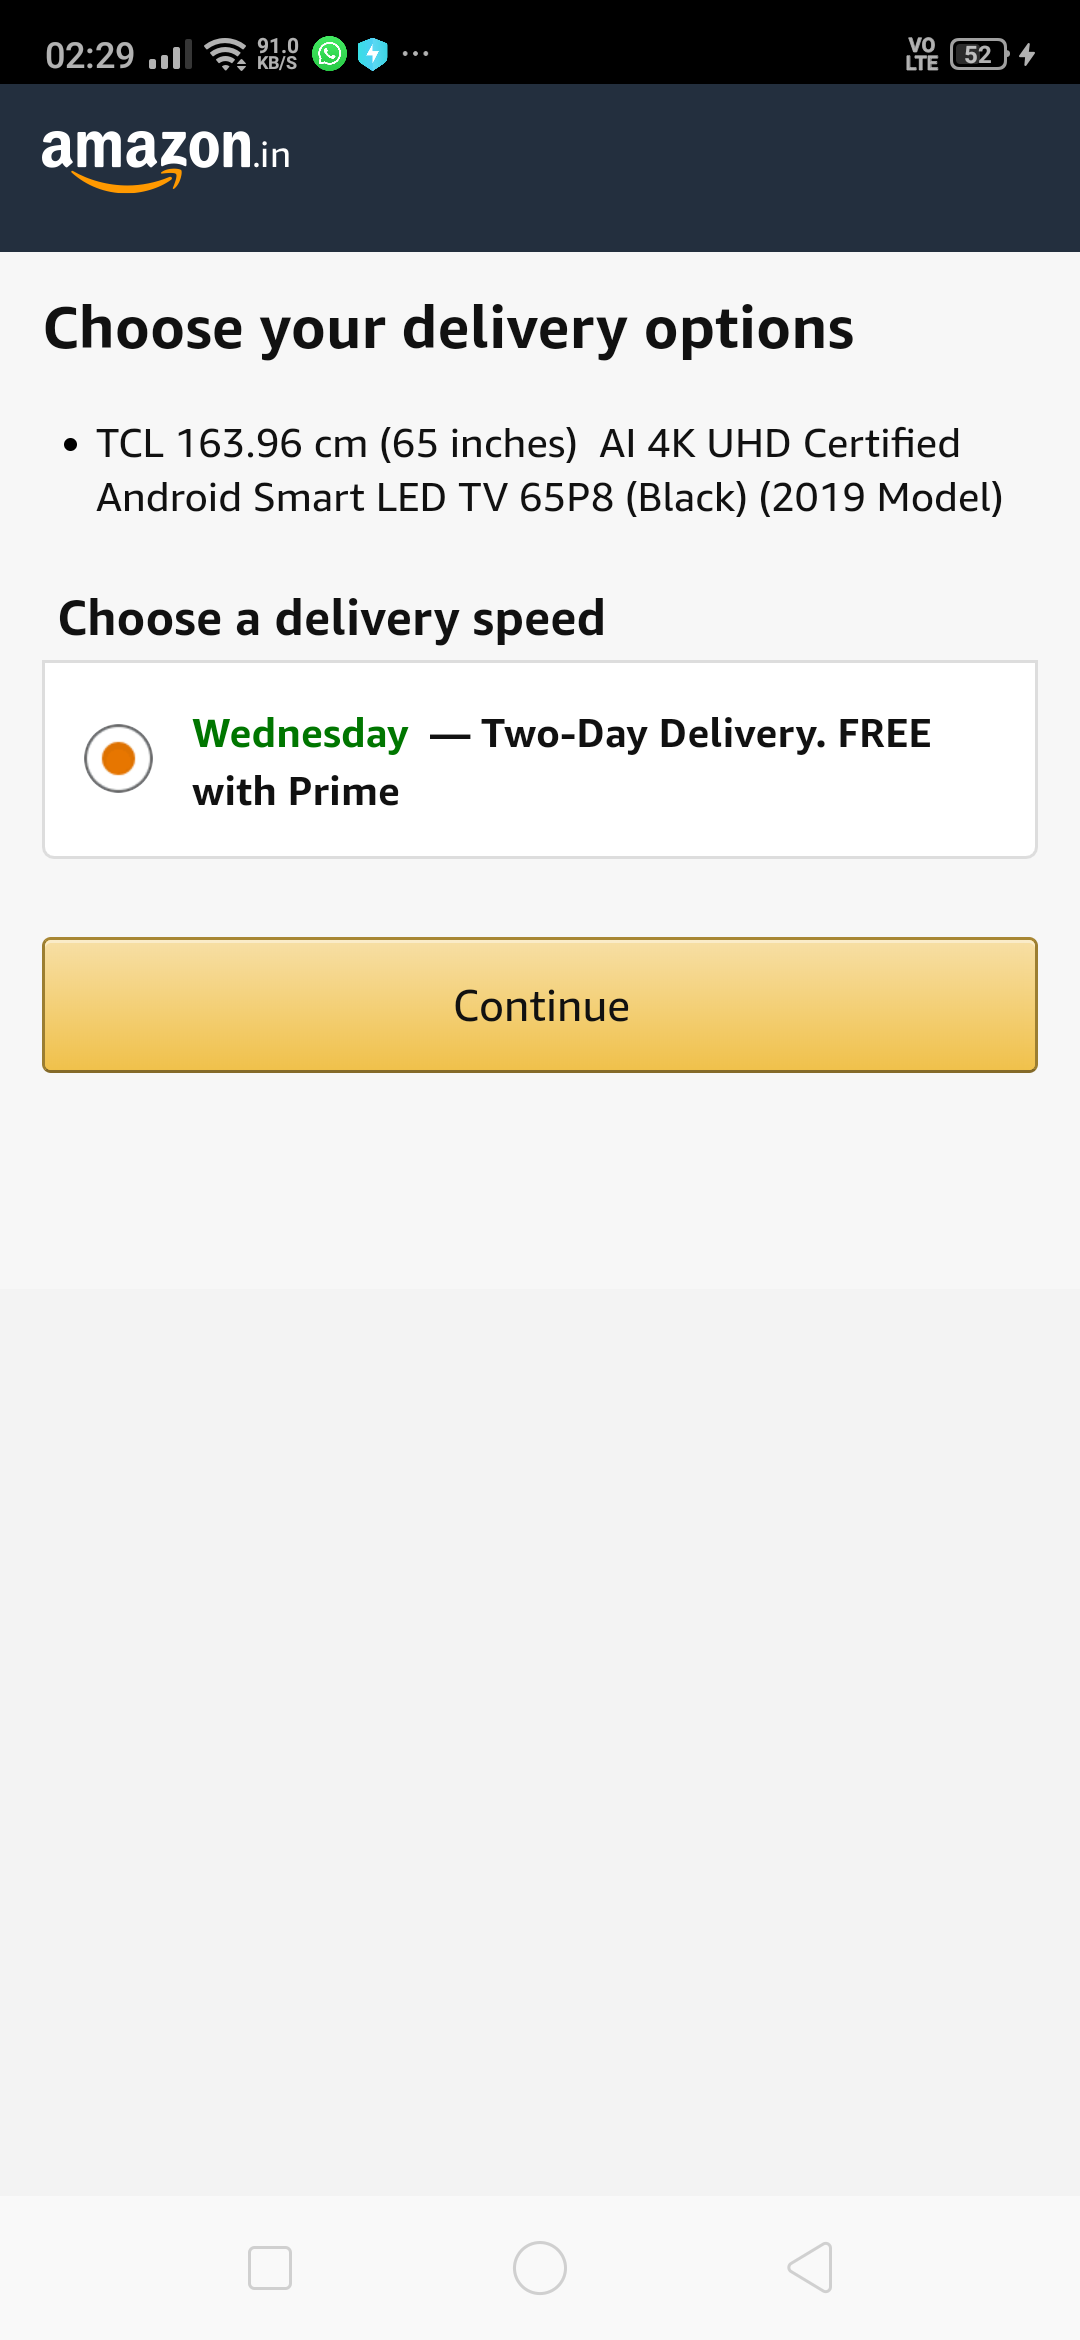 02:29 91.0 KB/S ... VO LTE 52
amazon.in
Choose your delivery options
• TCL 163.96 cm (65 inches)  AI 4K UHD Certified
Android Smart LED TV 65P8 (Black) (2019 Model)
Choose a delivery speed
Wednesday — Two-Day Delivery. FREE
with Prime
Continue